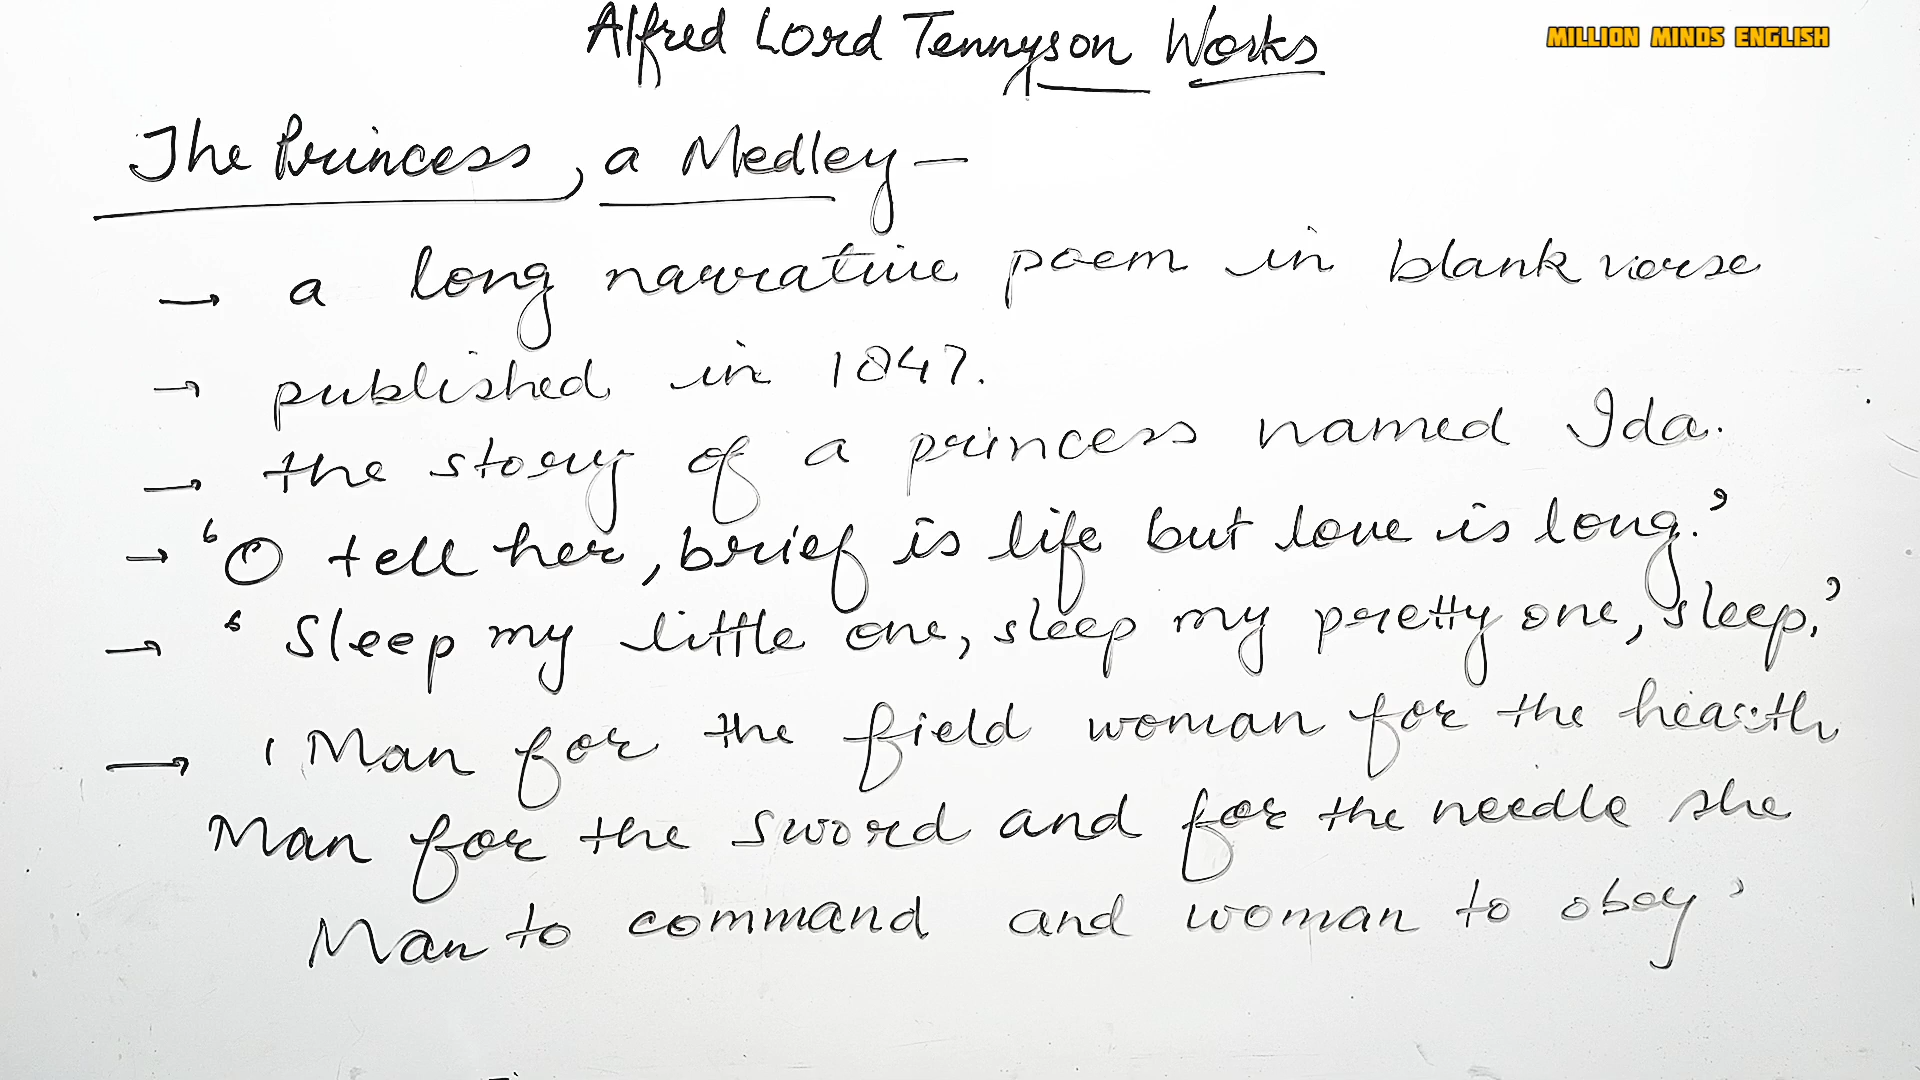 Alfred Lord Tennyson Works
MILLION MINDS ENGLISH
The Princess, a Medley —
→ a long narrative poem in blank verse
→ published in 1847.
→ the story of a princess named Ida.
→ 'O tell her, brief is life but love is long.'
→ 'Sleep my little one, sleep my pretty one, sleep.'
→ 'Man for the field woman for the hearth
Man for the sword and for the needle she
Man to command and woman to obey'